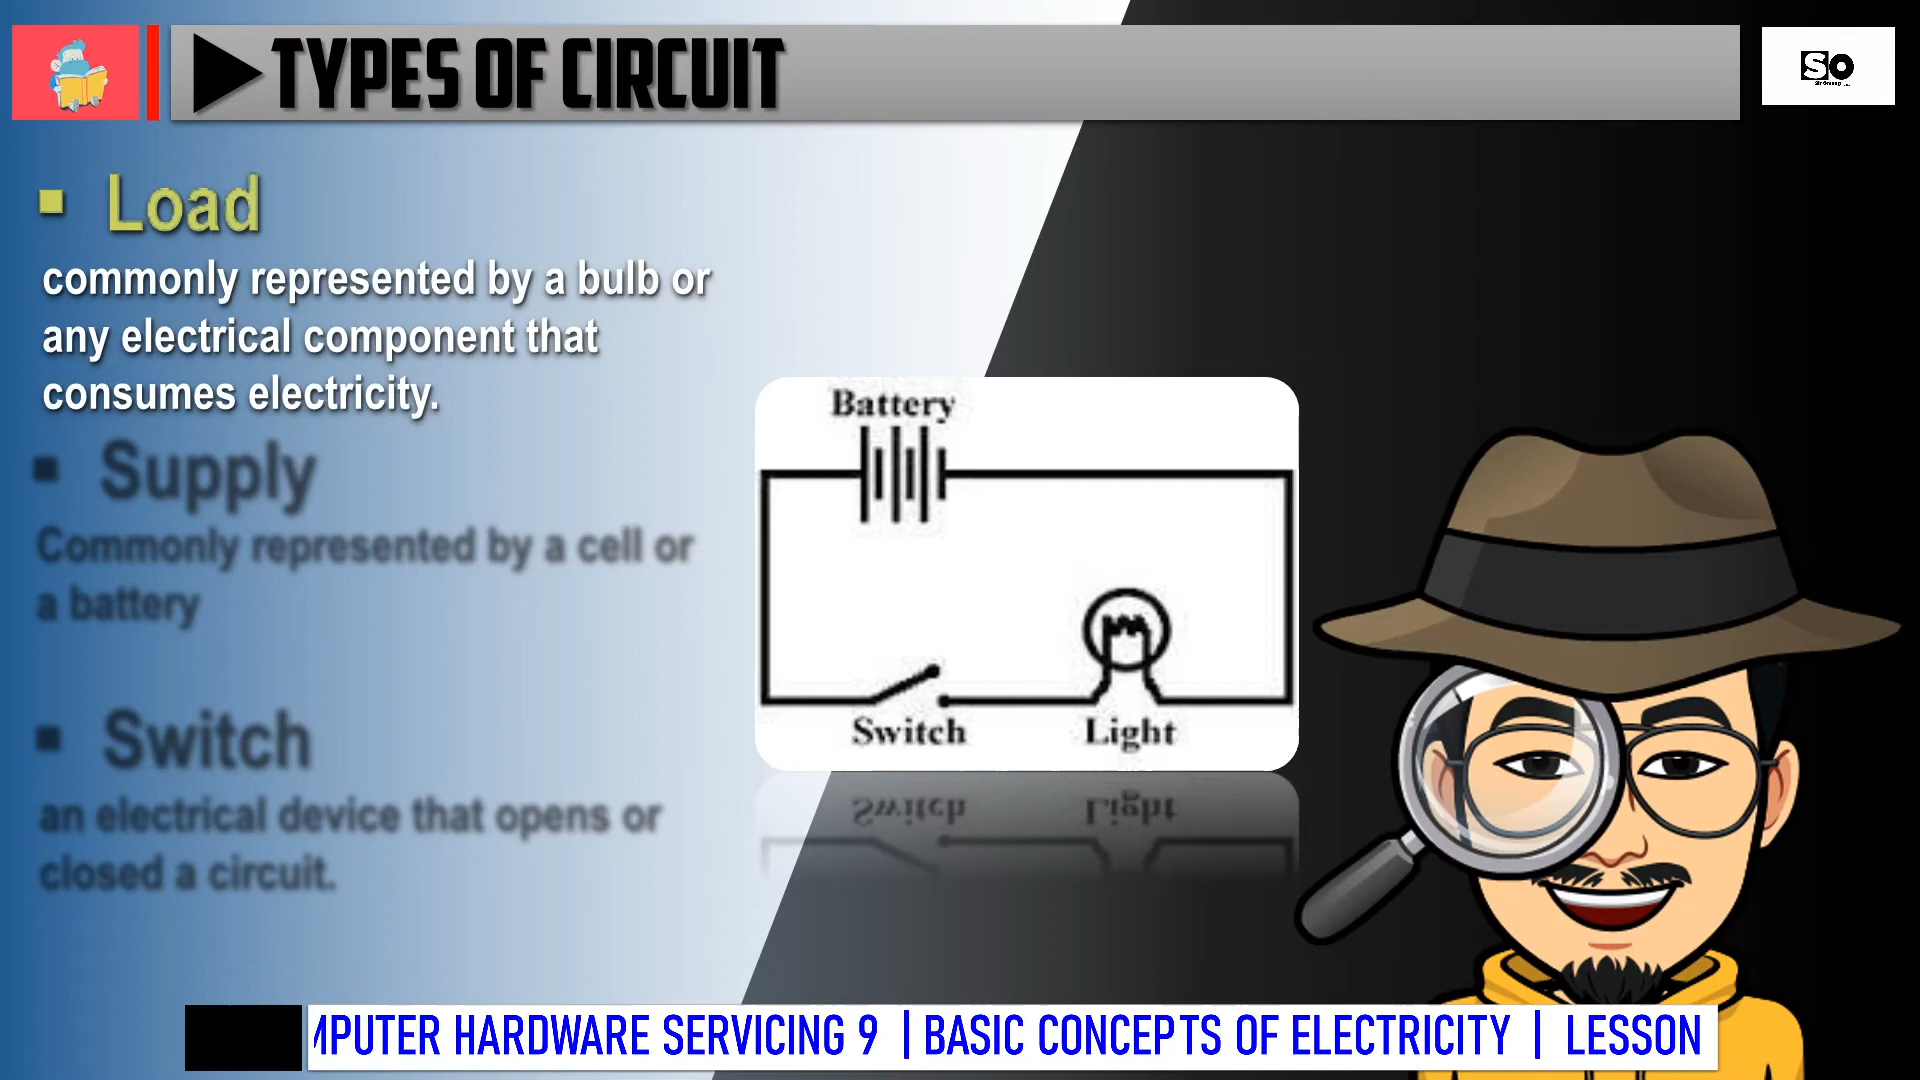 TYPES OF CIRCUIT
SO
▪ Load
commonly represented by a bulb or
any electrical component that
consumes electricity.
▪ Supply
Commonly represented by a cell or
a battery
▪ Switch
an electrical device that opens or
closed a circuit.
Battery
Switch
Light
MPUTER HARDWARE SERVICING 9 | BASIC CONCEPTS OF ELECTRICITY | LESSON